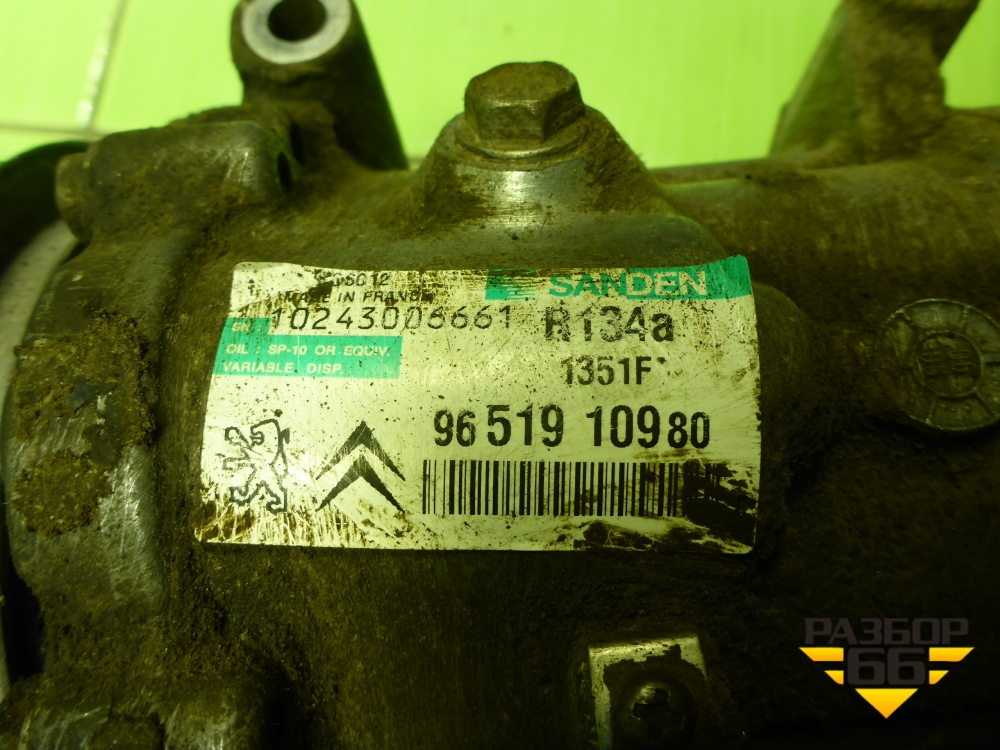 SANDEN
MADE IN FRANCE
10243006661
R134a
OIL : SP-10 OR EQUIV.
VARIABLE DISP.
1351F
96 519 109 80
РАЗБОР
66